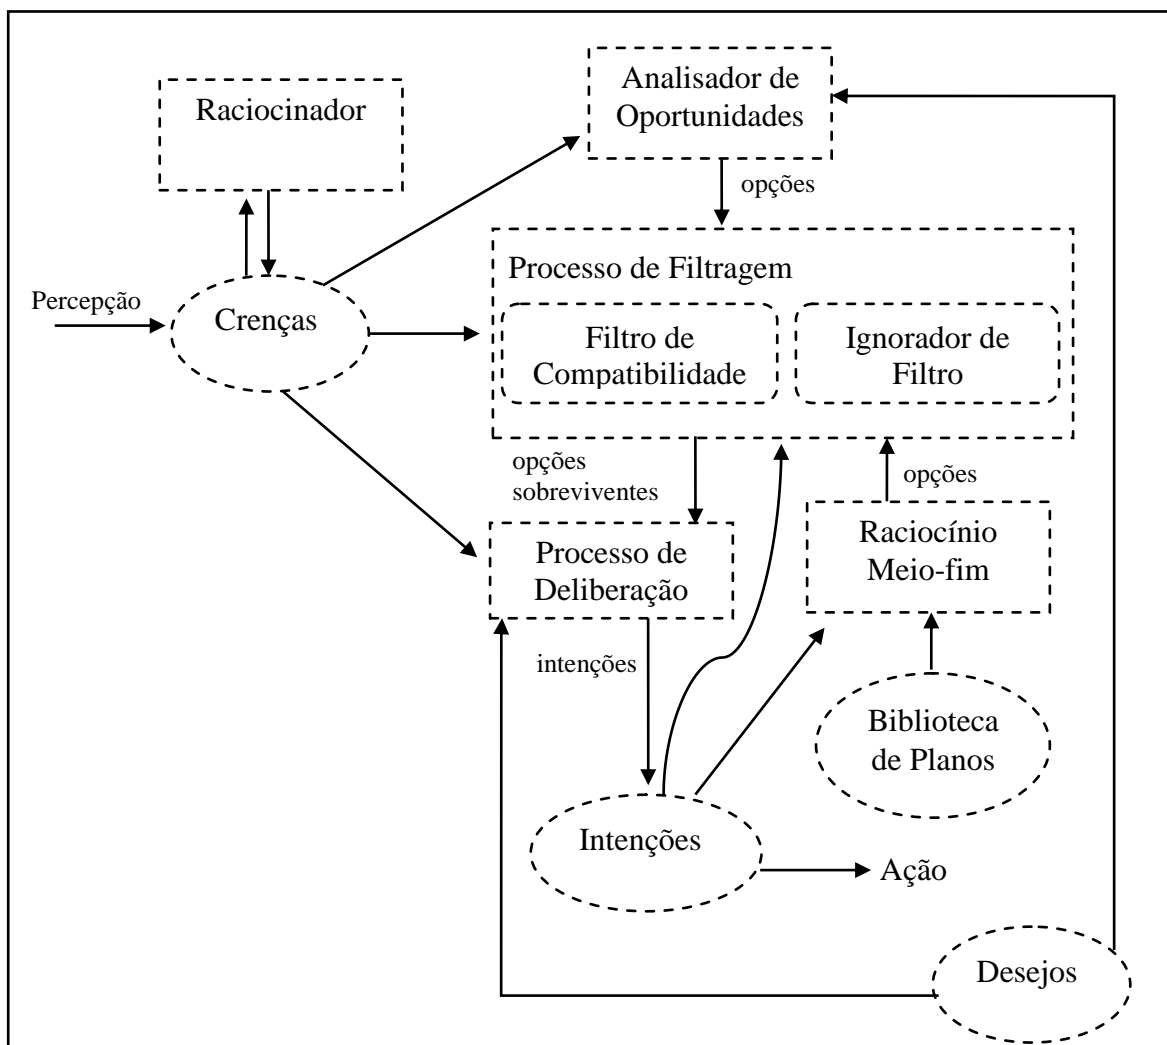 Raciocinador
Analisador de
Oportunidades
opções
Processo de Filtragem
Percepção
Crenças
Filtro de
Compatibilidade
Ignorador de
Filtro
opções
sobreviventes
opções
Processo de
Deliberação
Raciocínio
Meio-fim
intenções
Biblioteca
de Planos
Intenções
Ação
Desejos